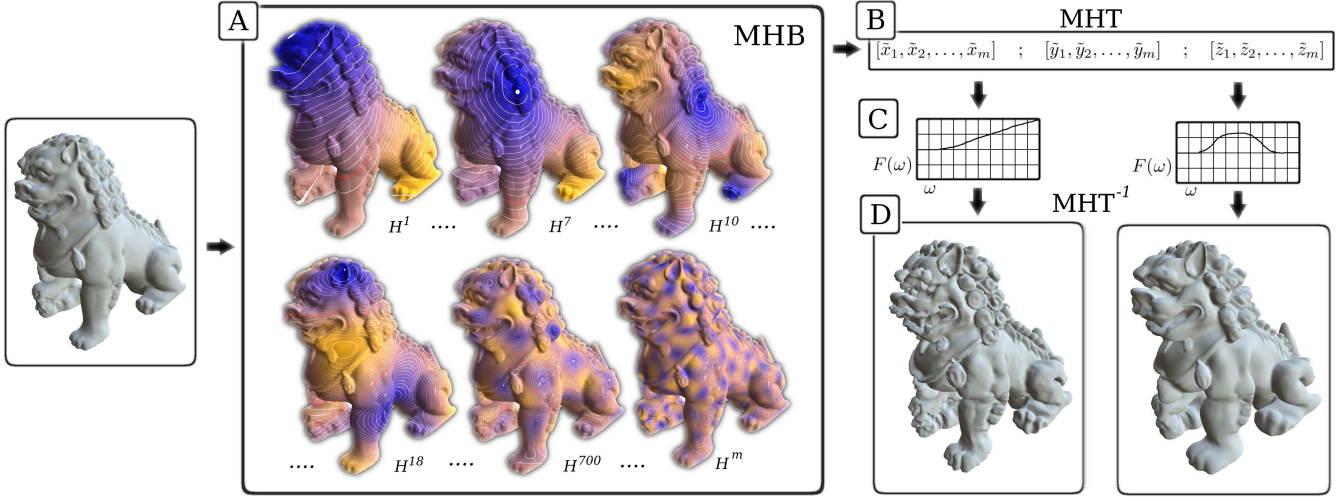 A
MHB
H¹ ....
H⁷ ....
H¹⁰ ....
....
H¹⁸ ....
H⁷⁰⁰ ....
Hᵐ
B
MHT
[x̃₁, x̃₂, . . . , x̃ₘ] ; [ỹ₁, ỹ₂, . . . , ỹₘ] ; [z̃₁, z̃₂, . . . , z̃ₘ]
C
F(ω)
ω
F(ω)
ω
D
MHT⁻¹